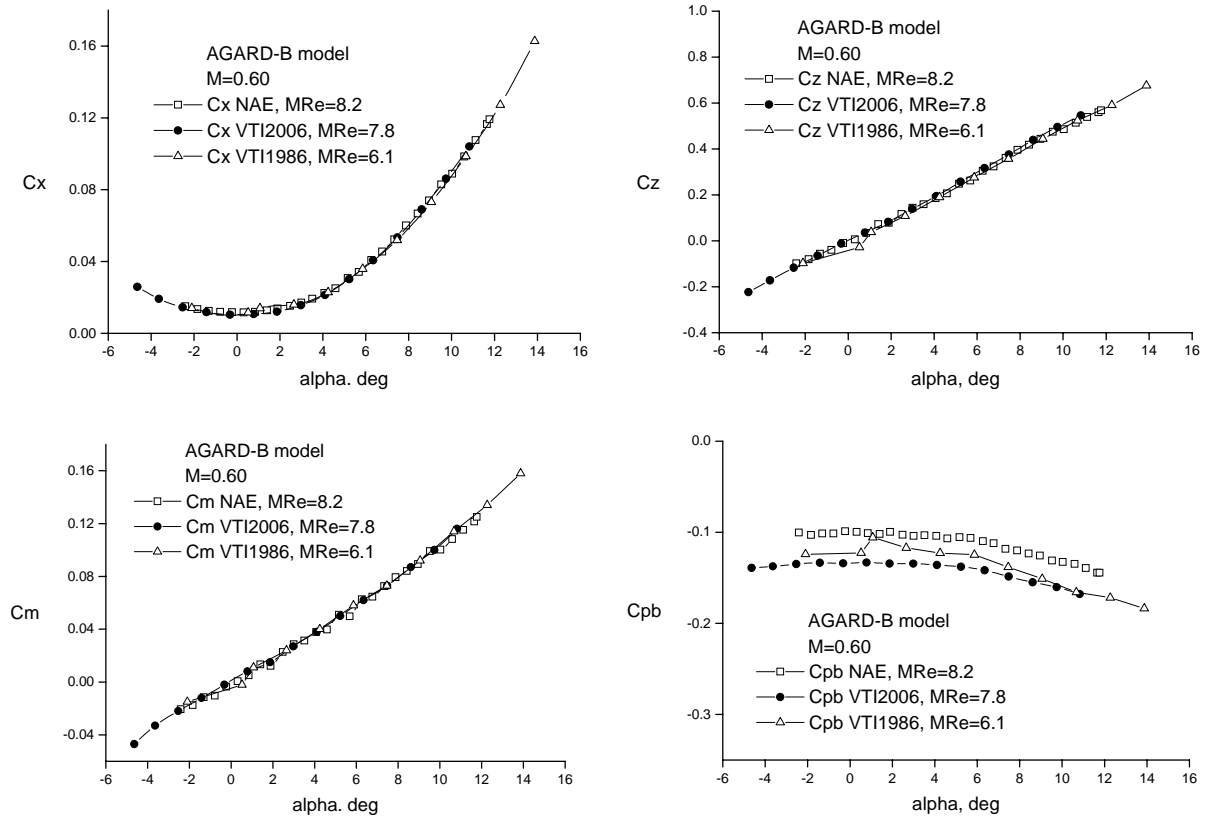 AGARD-B model
M=0.60
Cx NAE, MRe=8.2
Cx VTI2006, MRe=7.8
Cx VTI1986, MRe=6.1
Cx
0.16
0.12
0.08
0.04
0.00
-6 -4 -2 0 2 4 6 8 10 12 14 16
alpha. deg
AGARD-B model
M=0.60
Cz NAE, MRe=8.2
Cz VTI2006, MRe=7.8
Cz VTI1986, MRe=6.1
Cz
1.0
0.8
0.6
0.4
0.2
0.0
-0.2
-0.4
-6 -4 -2 0 2 4 6 8 10 12 14 16
alpha, deg
AGARD-B model
M=0.60
Cm NAE, MRe=8.2
Cm VTI2006, MRe=7.8
Cm VTI1986, MRe=6.1
Cm
0.16
0.12
0.08
0.04
0.00
-0.04
-6 -4 -2 0 2 4 6 8 10 12 14 16
alpha. deg
0.0
-0.1
-0.2
-0.3
Cpb
AGARD-B model
M=0.60
Cpb NAE, MRe=8.2
Cpb VTI2006, MRe=7.8
Cpb VTI1986, MRe=6.1
-6 -4 -2 0 2 4 6 8 10 12 14 16
alpha, deg